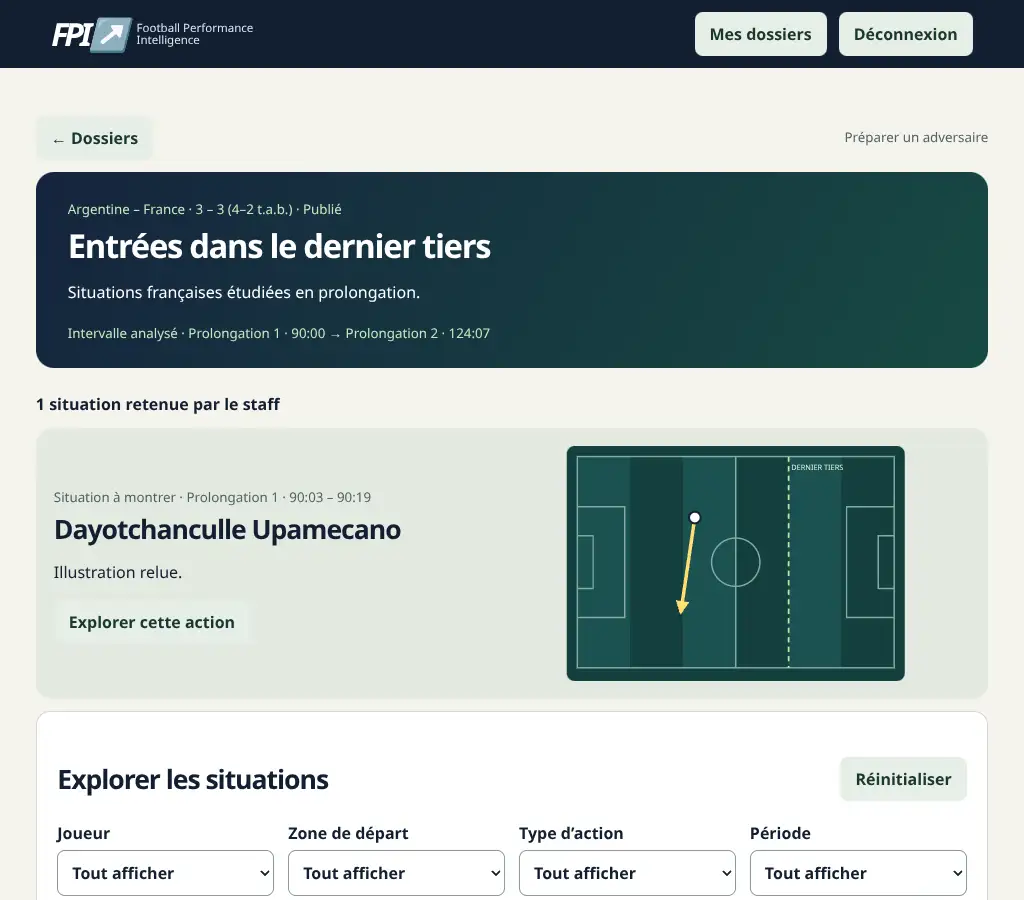 FPI Football Performance
Intelligence
Mes dossiers
Déconnexion
← Dossiers
Préparer un adversaire
Argentine – France · 3 – 3 (4–2 t.a.b.) · Publié
Entrées dans le dernier tiers
Situations françaises étudiées en prolongation.
Intervalle analysé · Prolongation 1 · 90:00 → Prolongation 2 · 124:07
1 situation retenue par le staff
Situation à montrer · Prolongation 1 · 90:03 – 90:19
Dayotchanculle Upamecano
Illustration relue.
Explorer cette action
DERNIER TIERS
Explorer les situations
Réinitialiser
Joueur
Zone de départ
Type d’action
Période
Tout afficher
Tout afficher
Tout afficher
Tout afficher